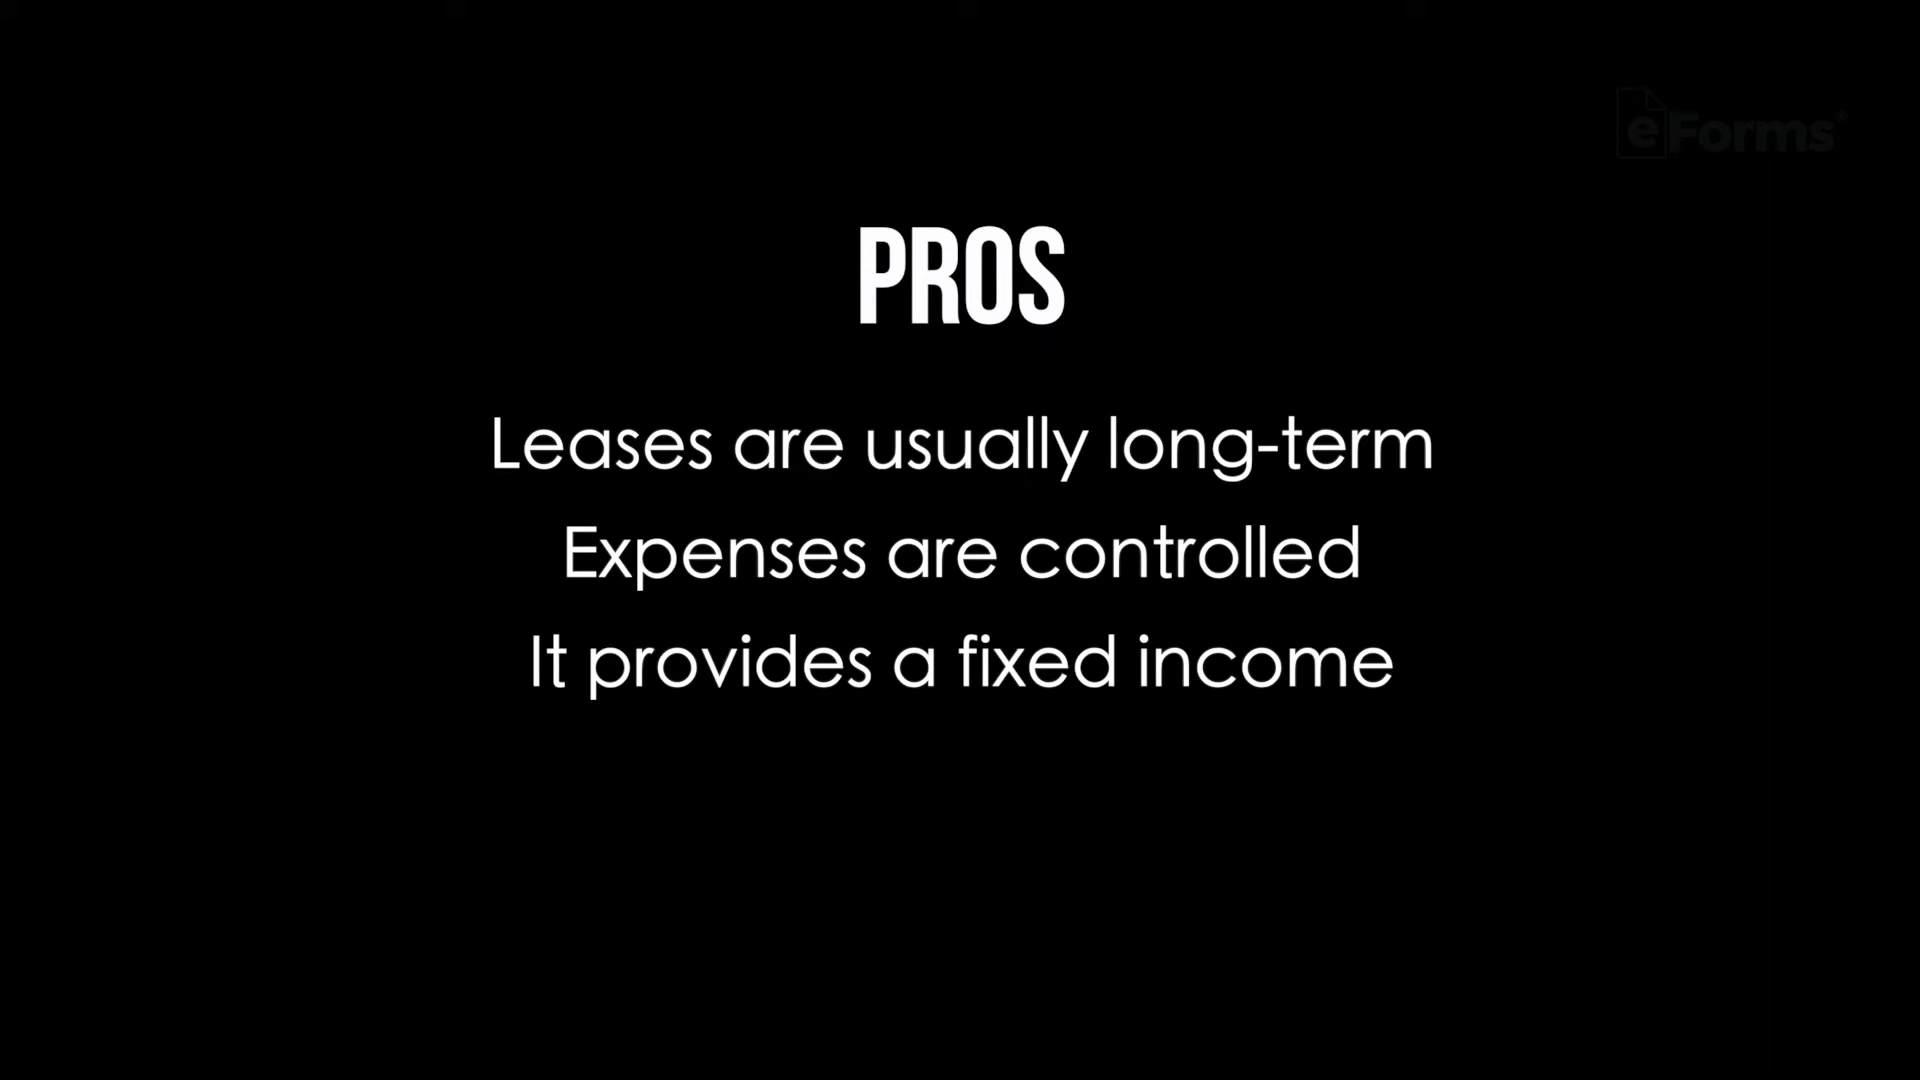 eForms®
PROS
Leases are usually long-term
Expenses are controlled
It provides a fixed income